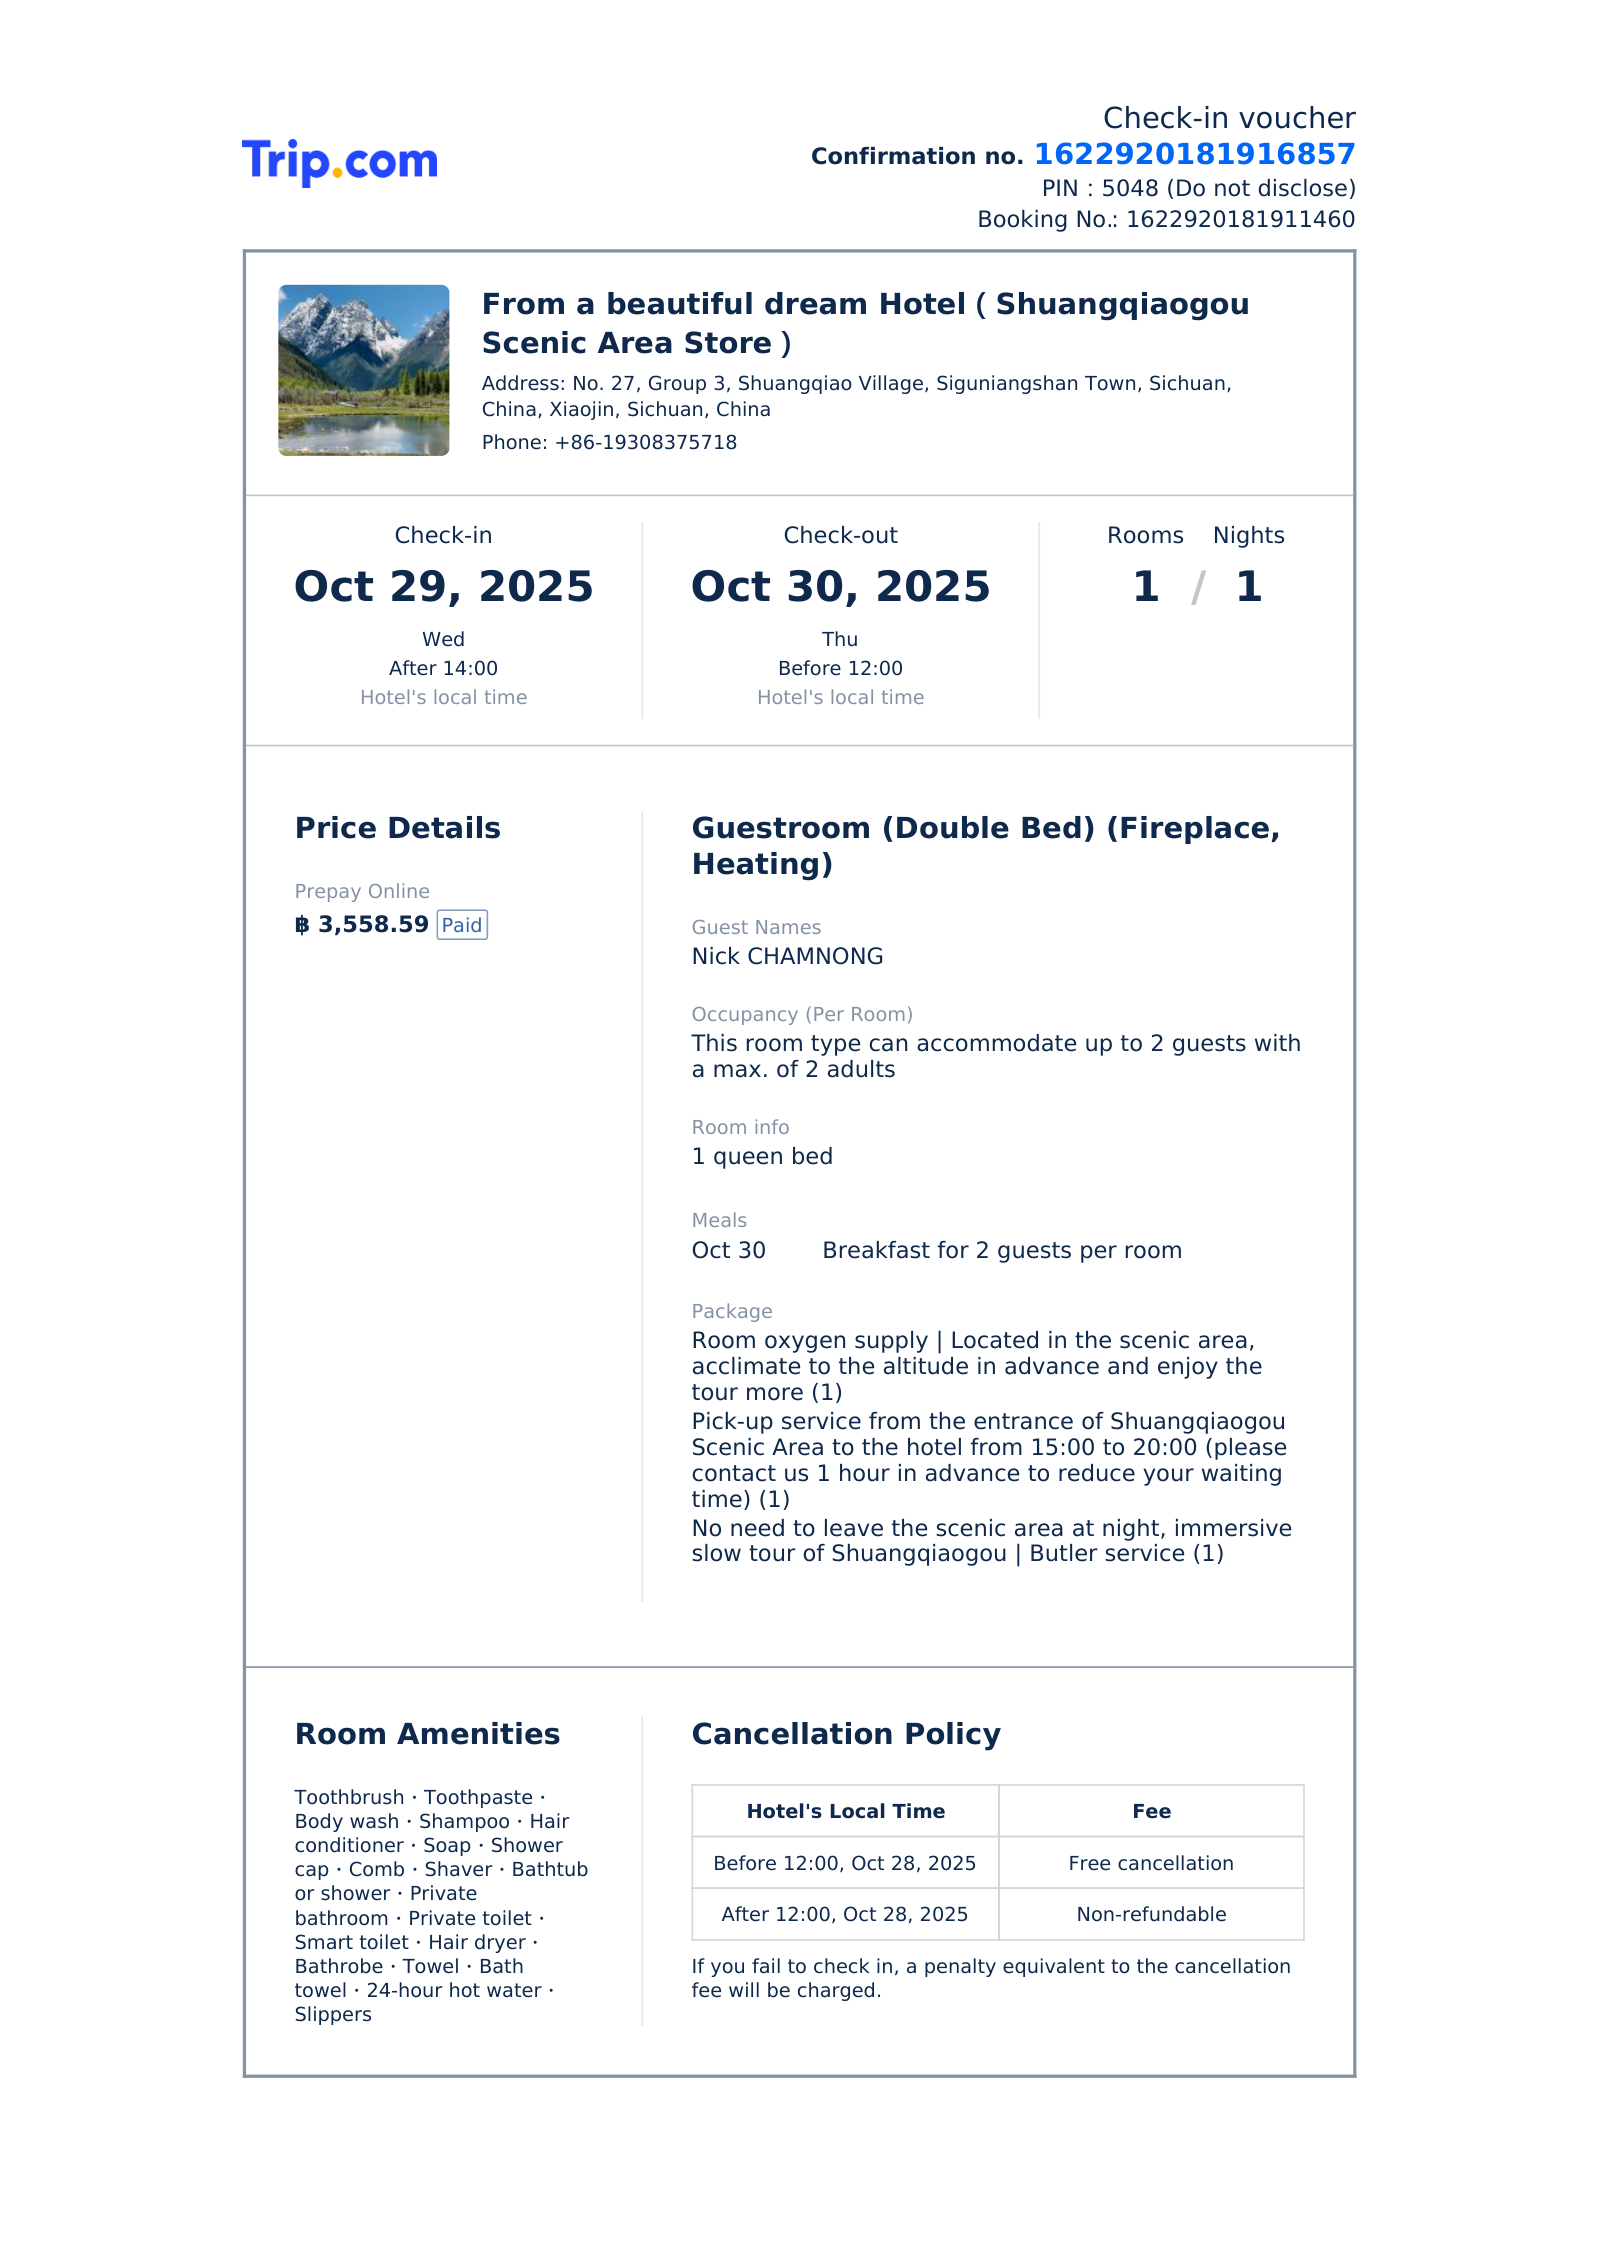 Trip.com
Check-in voucher
Confirmation no. 1622920181916857
PIN : 5048 (Do not disclose)
Booking No.: 1622920181911460
From a beautiful dream Hotel ( Shuangqiaogou
Scenic Area Store )
Address: No. 27, Group 3, Shuangqiao Village, Siguniangshan Town, Sichuan,
China, Xiaojin, Sichuan, China
Phone: +86-19308375718
Check-in
Oct 29, 2025
Wed
After 14:00
Hotel's local time
Check-out
Oct 30, 2025
Thu
Before 12:00
Hotel's local time
Rooms Nights
1 / 1
Price Details
Prepay Online
฿ 3,558.59 Paid
Guestroom (Double Bed) (Fireplace,
Heating)
Guest Names
Nick CHAMNONG
Occupancy (Per Room)
This room type can accommodate up to 2 guests with
a max. of 2 adults
Room info
1 queen bed
Meals
Oct 30 Breakfast for 2 guests per room
Package
Room oxygen supply | Located in the scenic area,
acclimate to the altitude in advance and enjoy the
tour more (1)
Pick-up service from the entrance of Shuangqiaogou
Scenic Area to the hotel from 15:00 to 20:00 (please
contact us 1 hour in advance to reduce your waiting
time) (1)
No need to leave the scenic area at night, immersive
slow tour of Shuangqiaogou | Butler service (1)
Room Amenities
Toothbrush · Toothpaste ·
Body wash · Shampoo · Hair
conditioner · Soap · Shower
cap · Comb · Shaver · Bathtub
or shower · Private
bathroom · Private toilet ·
Smart toilet · Hair dryer ·
Bathrobe · Towel · Bath
towel · 24-hour hot water ·
Slippers
Cancellation Policy
Hotel's Local Time Fee
Before 12:00, Oct 28, 2025 Free cancellation
After 12:00, Oct 28, 2025 Non-refundable
If you fail to check in, a penalty equivalent to the cancellation
fee will be charged.